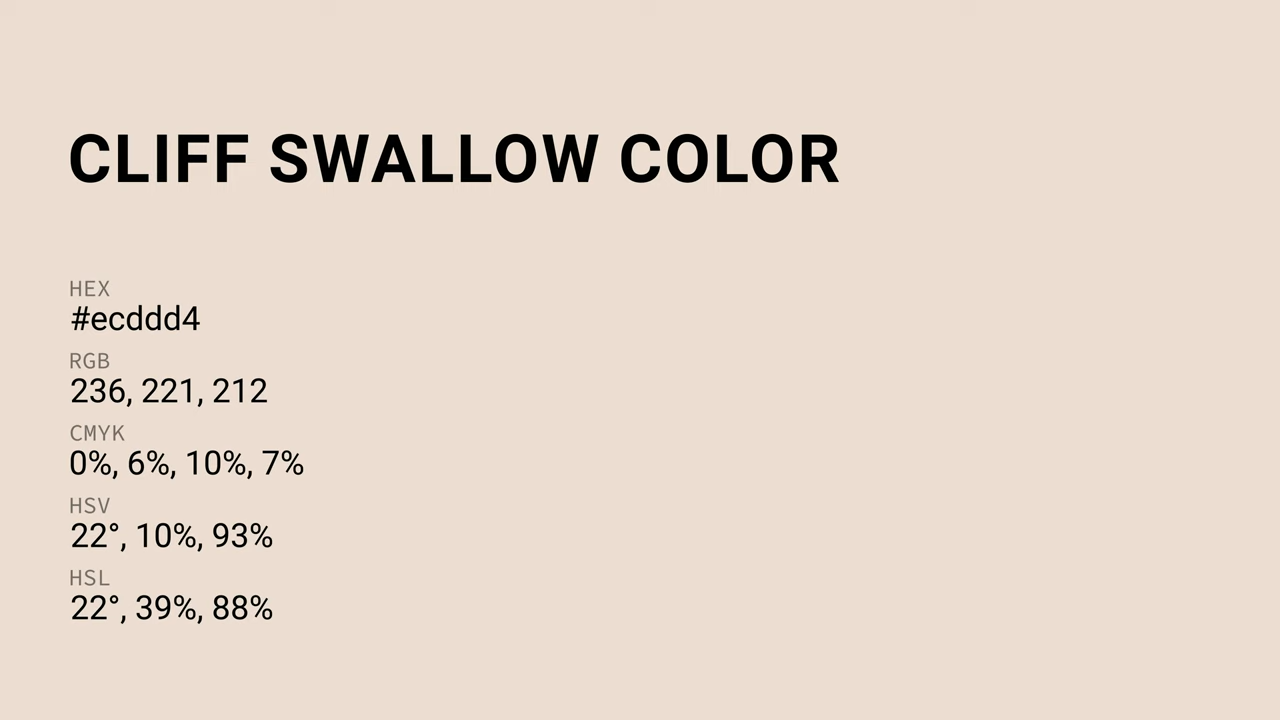 CLIFF SWALLOW COLOR
HEX
#ecddd4
RGB
236, 221, 212
CMYK
0%, 6%, 10%, 7%
HSV
22°, 10%, 93%
HSL
22°, 39%, 88%